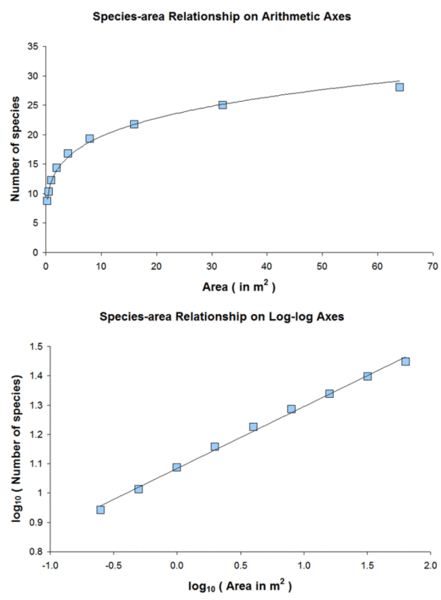 Species-area Relationship on Arithmetic Axes
Number of species
35
30
25
20
15
10
5
0
0 10 20 30 40 50 60 70
Area ( in m²)
Species-area Relationship on Log-log Axes
log₁₀ ( Number of species)
1.5
1.4
1.3
1.2
1.1
1
0.9
0.8
-1.0 -0.5 0.0 0.5 1.0 1.5 2.0
log₁₀ ( Area in m²)